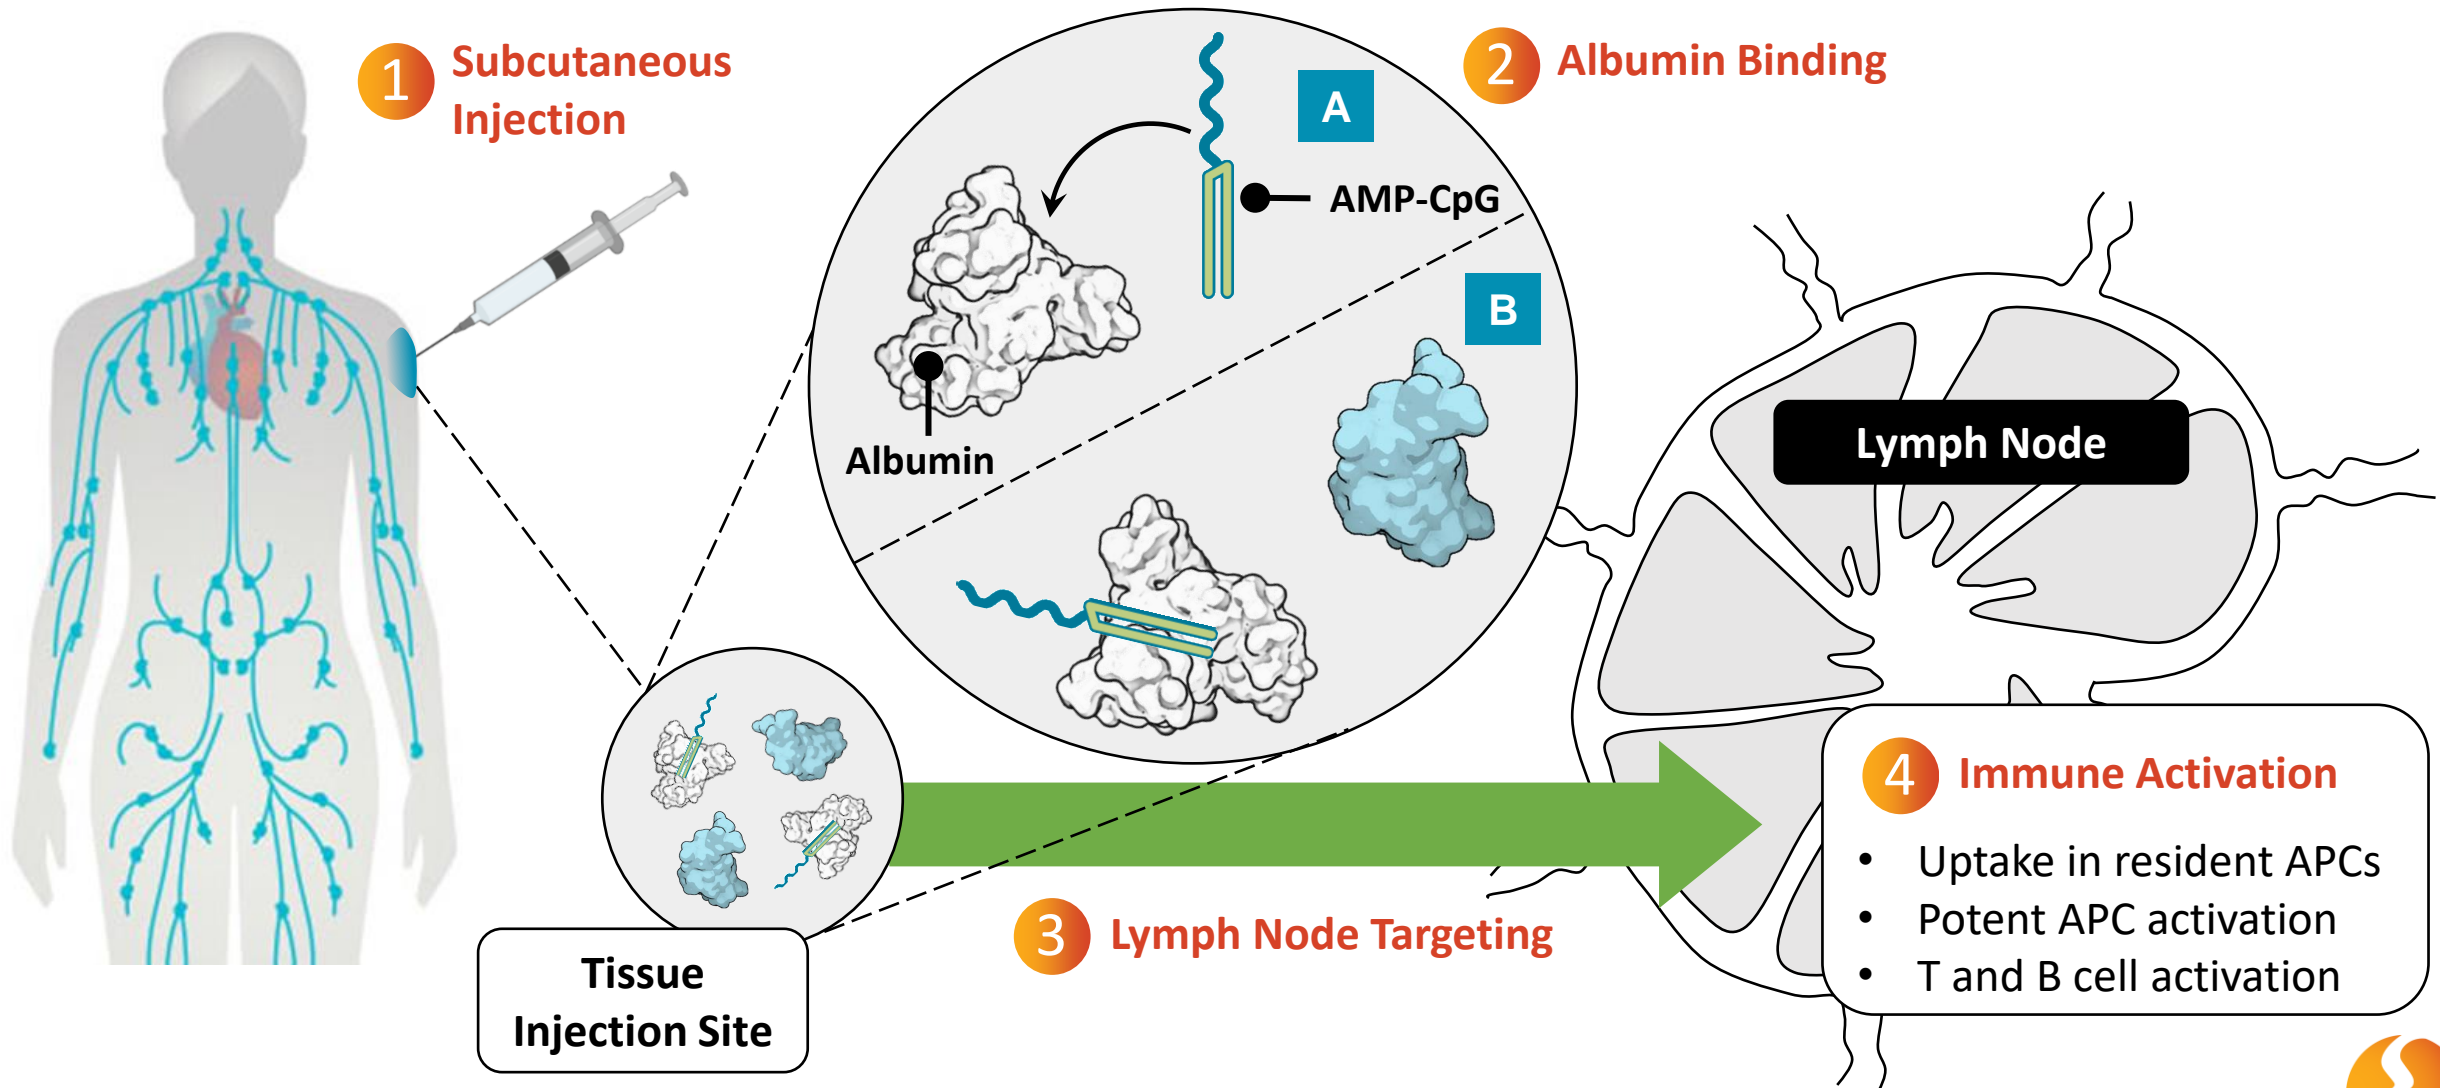 1
Subcutaneous
Injection
2
Albumin Binding
A
AMP-CpG
B
Albumin
Lymph Node
Tissue
Injection Site
3
Lymph Node Targeting
4
Immune Activation
• Uptake in resident APCs
• Potent APC activation
• T and B cell activation